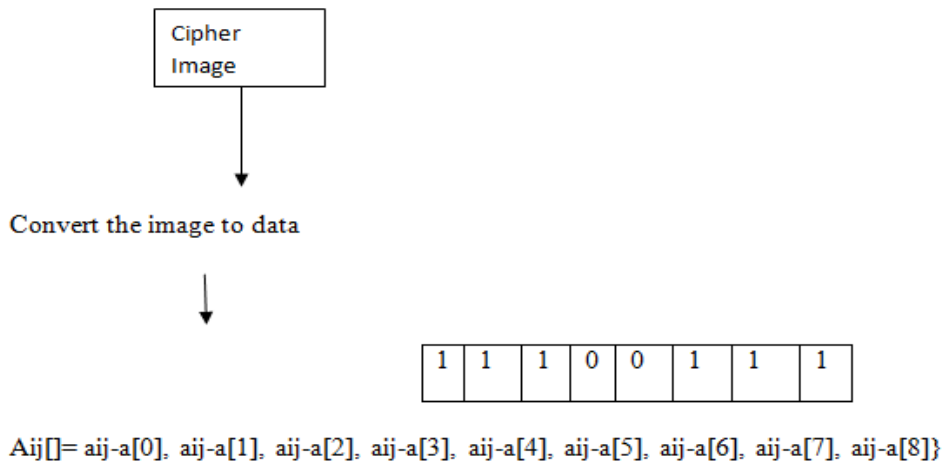 Cipher
Image
Convert the image to data
1 1 1 0 0 1 1 1
Aij[]= aij-a[0], aij-a[1], aij-a[2], aij-a[3], aij-a[4], aij-a[5], aij-a[6], aij-a[7], aij-a[8]}